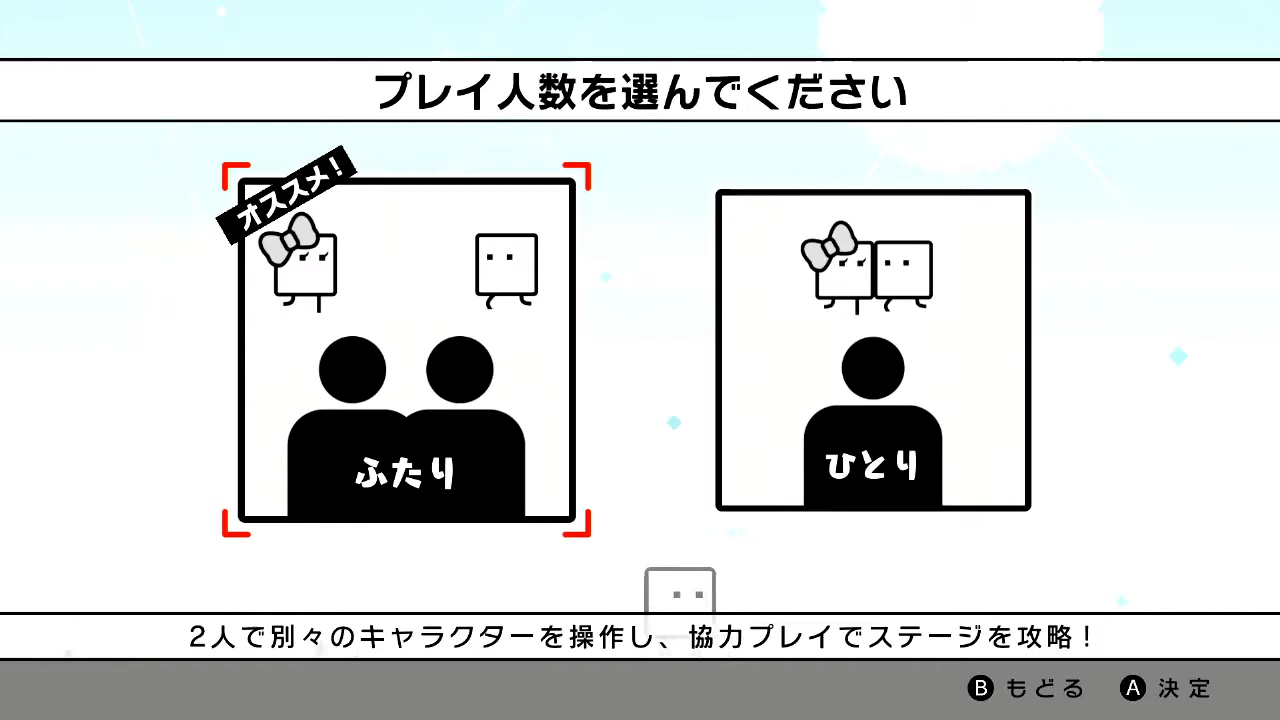 プレイ人数を選んでください
オススメ!
ふたり
ひとり
2人で別々のキャラクターを操作し、協力プレイでステージを攻略!
B もどる A 決定